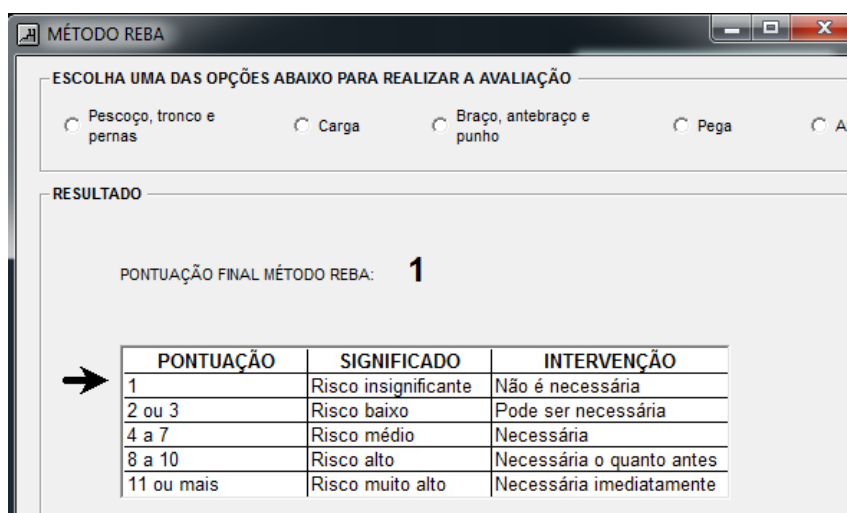 MÉTODO REBA
ESCOLHA UMA DAS OPÇÕES ABAIXO PARA REALIZAR A AVALIAÇÃO
Pescoço, tronco e
pernas
Carga
Braço, antebraço e
punho
Pega
A
RESULTADO
PONTUAÇÃO FINAL MÉTODO REBA: 1
PONTUAÇÃO SIGNIFICADO INTERVENÇÃO
1 Risco insignificante Não é necessária
2 ou 3 Risco baixo Pode ser necessária
4 a 7 Risco médio Necessária
8 a 10 Risco alto Necessária o quanto antes
11 ou mais Risco muito alto Necessária imediatamente